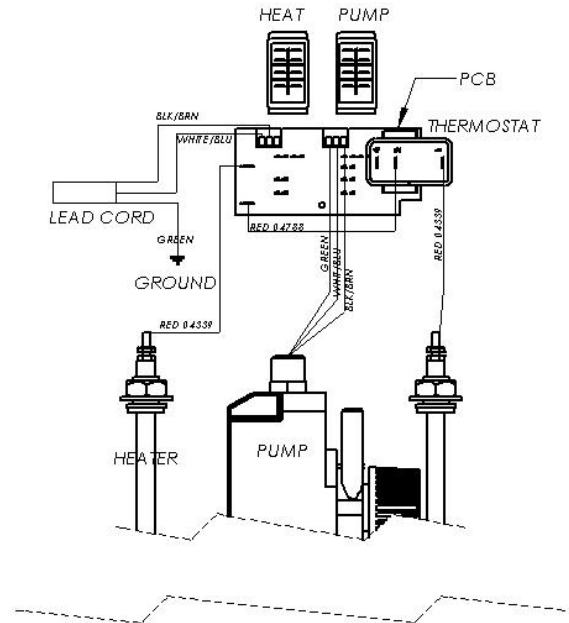 HEAT
PUMP
PCB
BLK/BRN
THERMOSTAT
WHITE/BLU
LEAD CORD
RED 04788
GREEN
GREEN
WHT/BLU
BLK/BRN
RED 04339
GROUND
RED 04339
HEATER
PUMP